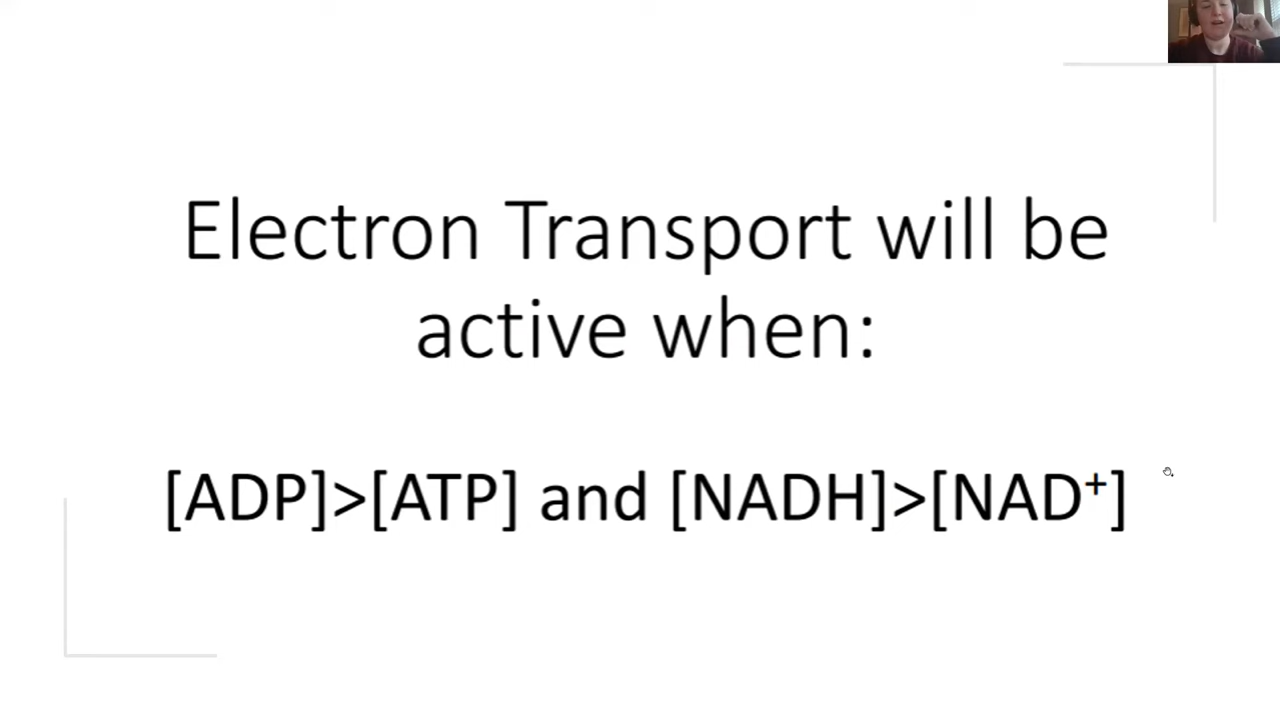 Electron Transport will be
active when:
[ADP]>[ATP] and [NADH]>[NAD⁺]